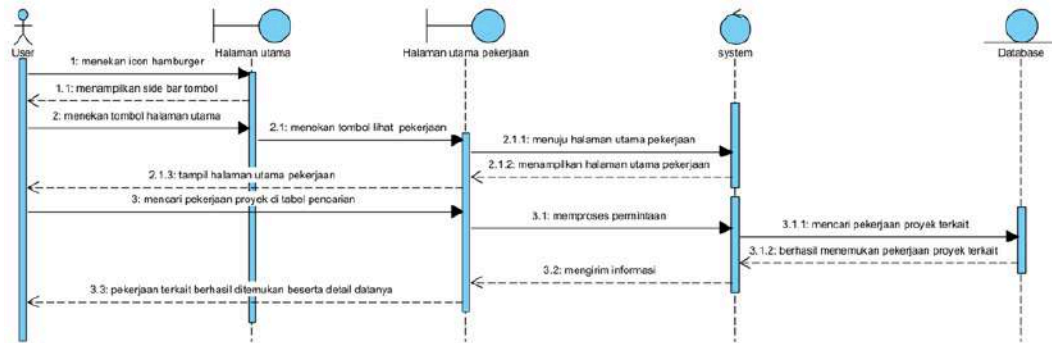 User
Halaman utama
Halaman utama pekerjaan
system
Database
1: menekan icon hamburger
1.1: menampilkan side bar tombol
2: menekan tombol halaman utama
2.1: menekan tombol lihat pekerjaan
2.1.1: menuju halaman utama pekerjaan
2.1.2: menampilkan halaman utama pekerjaan
2.1.3: tampil halaman utama pekerjaan
3: mencari pekerjaan proyek di tabel pencarian
3.1: memproses permintaan
3.1.1: mencari pekerjaan proyek terkait
3.1.2: berhasil menemukan pekerjaan proyek terkait
3.2: mengirim informasi
3.3: pekerjaan terkait berhasil ditemukan beserta detail datanya